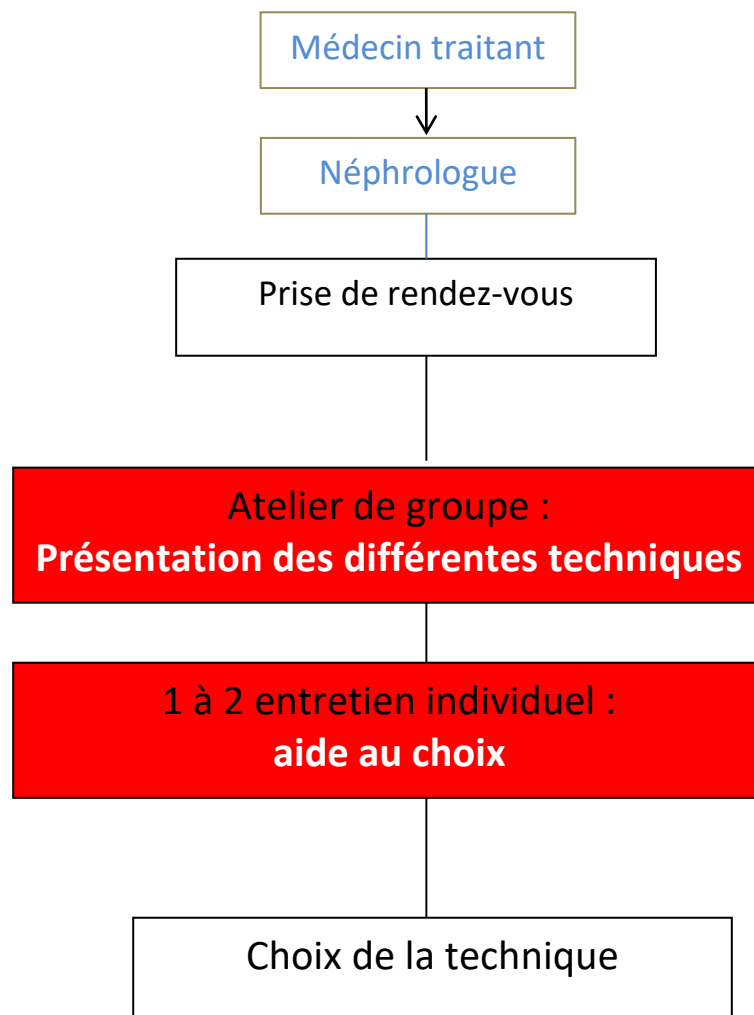 Médecin traitant
Néphrologue
Prise de rendez-vous
Atelier de groupe :
Présentation des différentes techniques
1 à 2 entretien individuel :
aide au choix
Choix de la technique